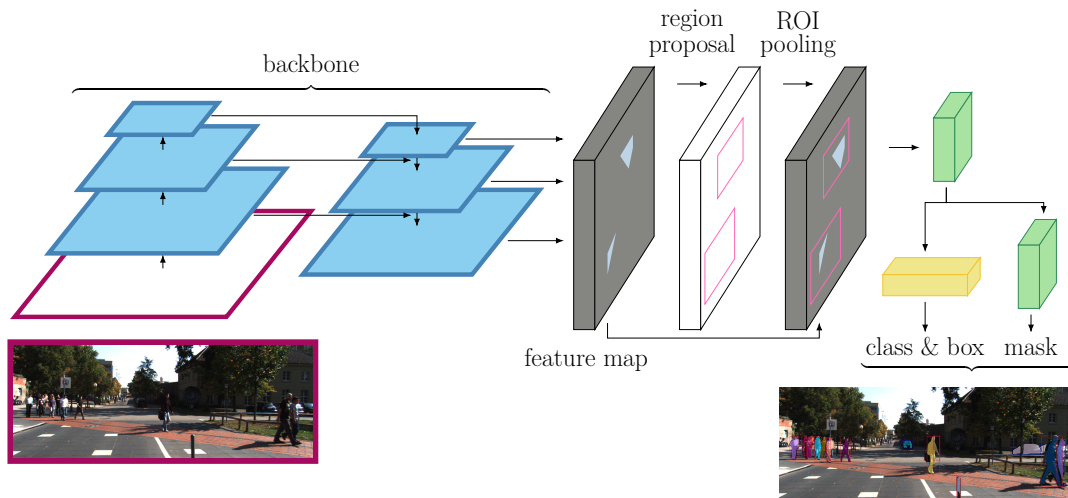 backbone
region
proposal
ROI
pooling
feature map
class & box
mask